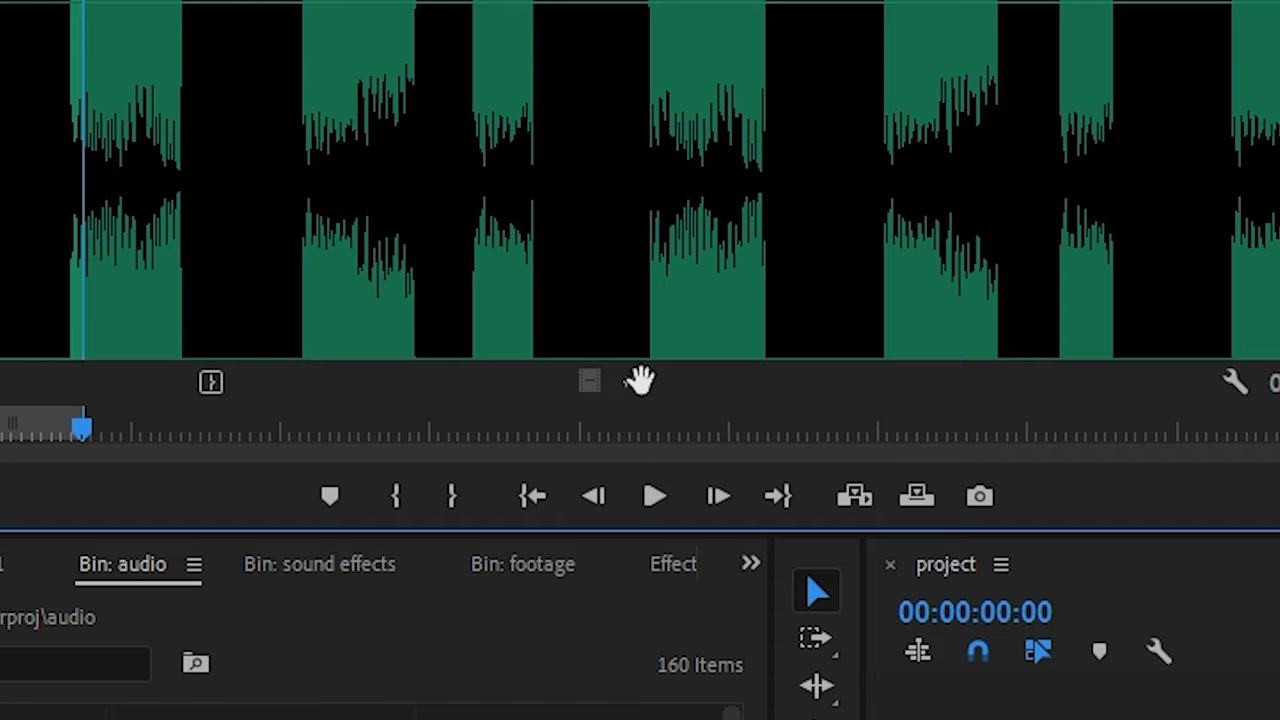 Bin: audio
Bin: sound effects
Bin: footage
Effect
project
00:00:00:00
rproj\audio
160 Items